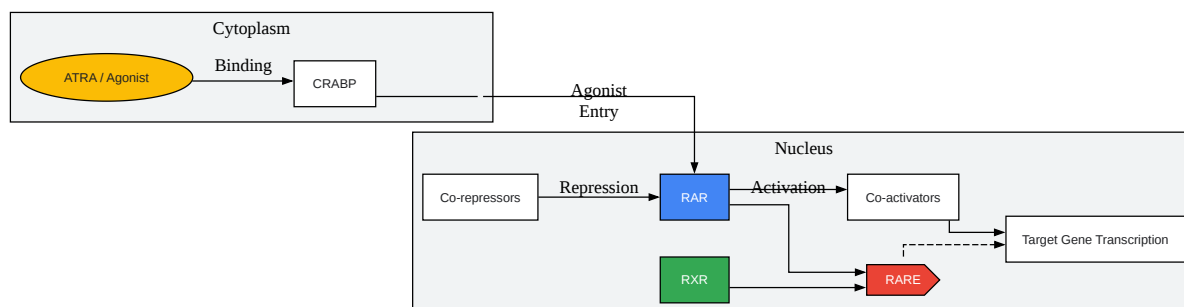 Cytoplasm
ATRA / Agonist
Binding
CRABP
Agonist
Entry
Nucleus
Co-repressors
Repression
RAR
Activation
Co-activators
Target Gene Transcription
RXR
RARE